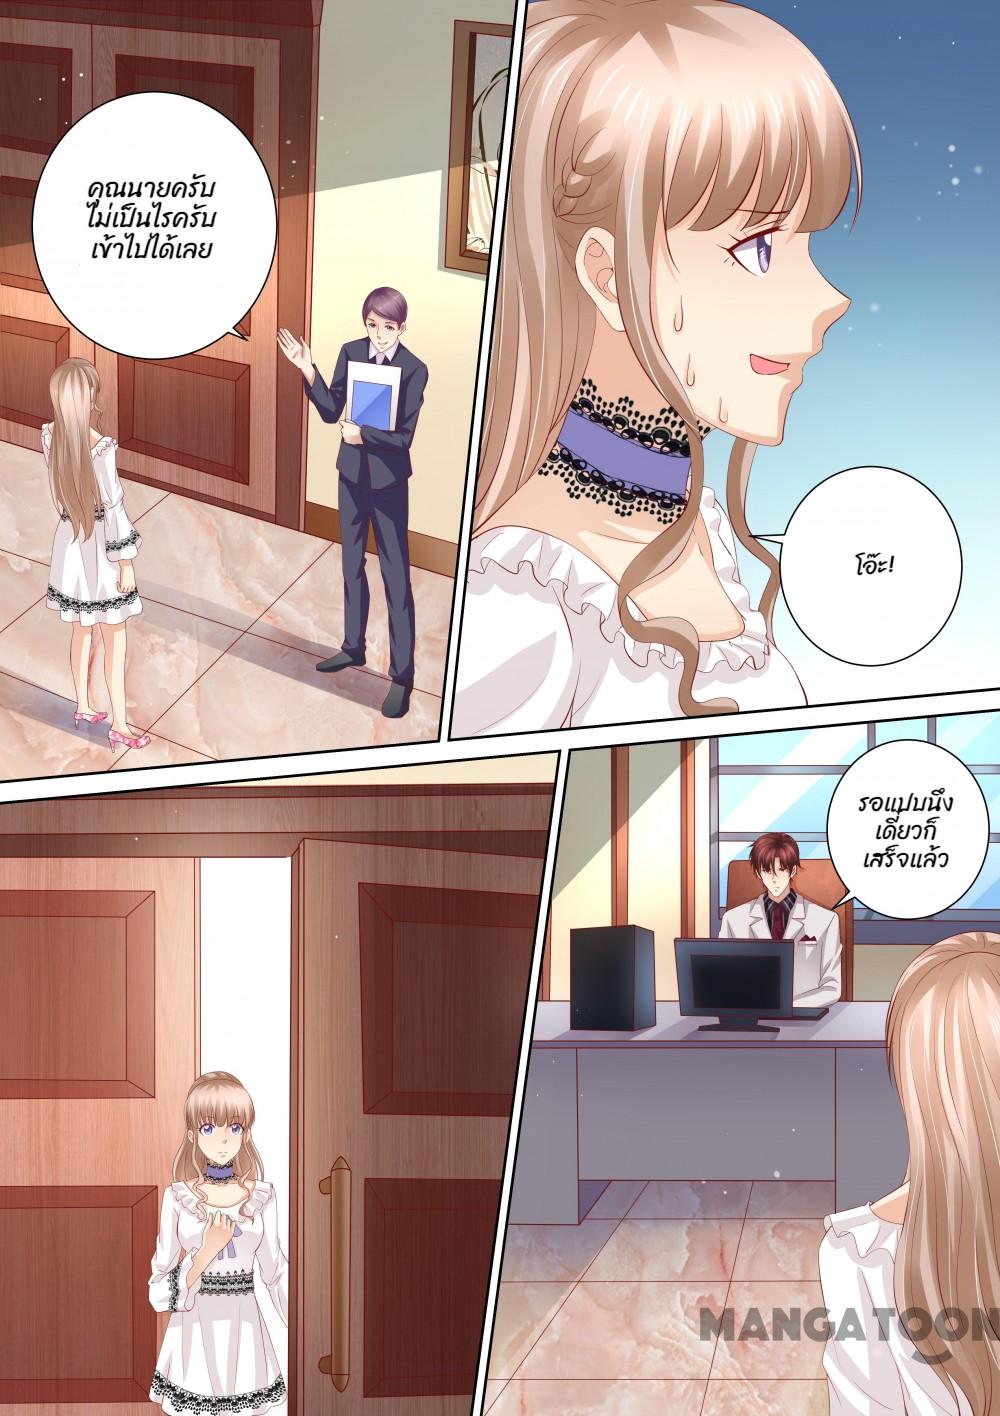 คุณนายครับ
ไม่เป็นไรครับ
เข้าไปได้เลย
โอ๊ะ!
รอแปบนึง
เดี๋ยวก็
เสร็จแล้ว
MANGATOON